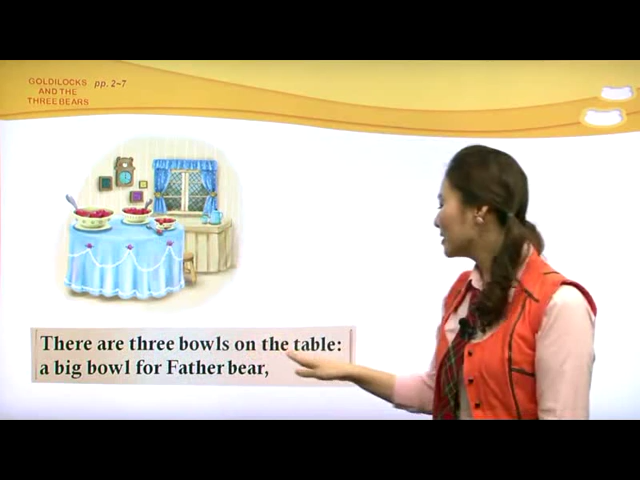 GOLDILOCKS pp. 2~7
AND THE
THREE BEARS
There are three bowls on the table:
a big bowl for Father bear,